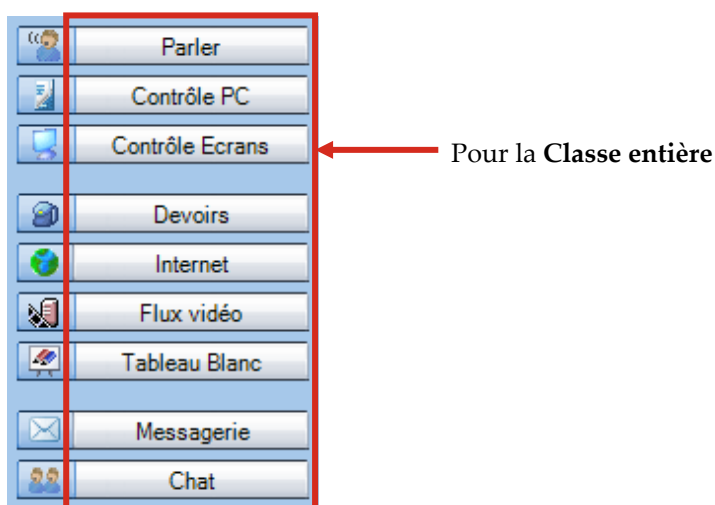 Parler
Contrôle PC
Contrôle Ecrans
Pour la Classe entière
Devoirs
Internet
Flux vidéo
Tableau Blanc
Messagerie
Chat